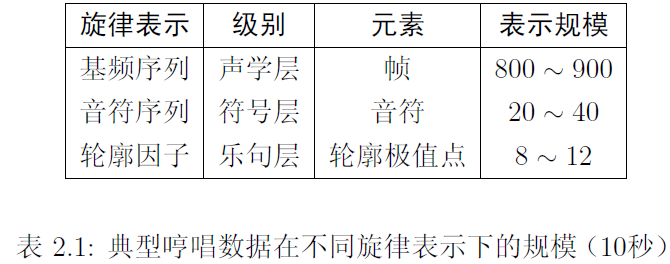 旋律表示 级别 元素 表示规模
基频序列 声学层 帧 800 ∼ 900
音符序列 符号层 音符 20 ∼ 40
轮廓因子 乐句层 轮廓极值点 8 ∼ 12
表 2.1: 典型哼唱数据在不同旋律表示下的规模（10秒）